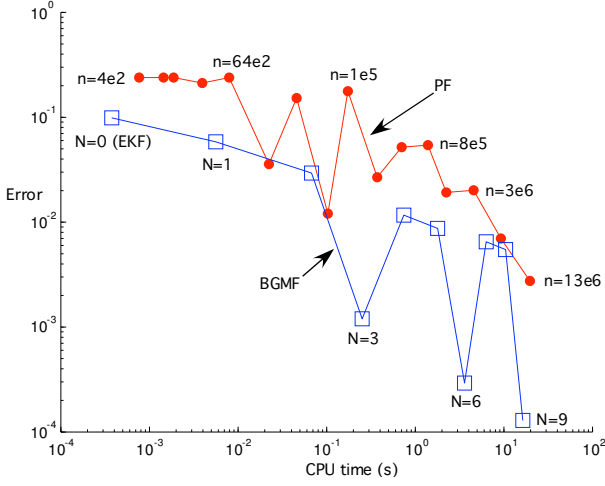 10^0
10^-1
10^-2
10^-3
10^-4
Error
n=4e2
n=64e2
n=1e5
PF
n=8e5
n=3e6
n=13e6
N=0 (EKF)
N=1
BGMF
N=3
N=6
N=9
10^-4 10^-3 10^-2 10^-1 10^0 10^1 10^2
CPU time (s)